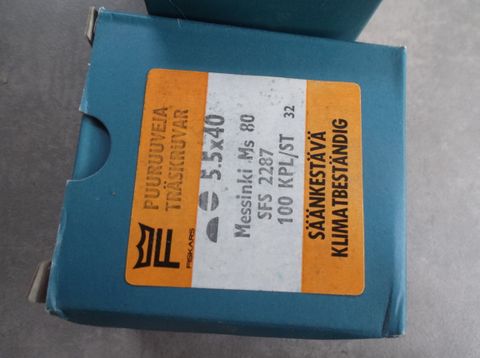 PUURUUVEJA
TRÄSKRUVAR
FISKARS
5.5x40
Messinki Ms 80
SFS 2287
100 KPL/ST 32
SÄÄNKESTÄVÄ
KLIMATBESTÄNDIG